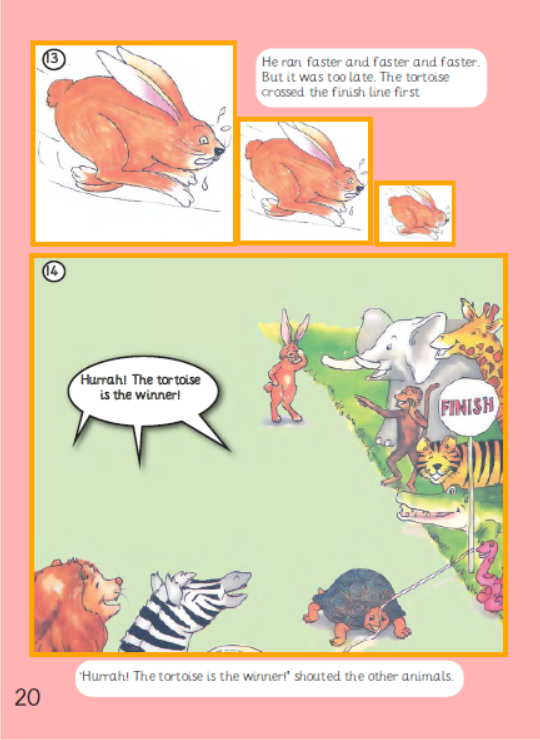 13
He ran faster and faster and faster.
But it was too late. The tortoise
crossed the finish line first
14
Hurrah! The tortoise
is the winner!
FINISH
'Hurrah! The tortoise is the winner!' shouted the other animals.
20